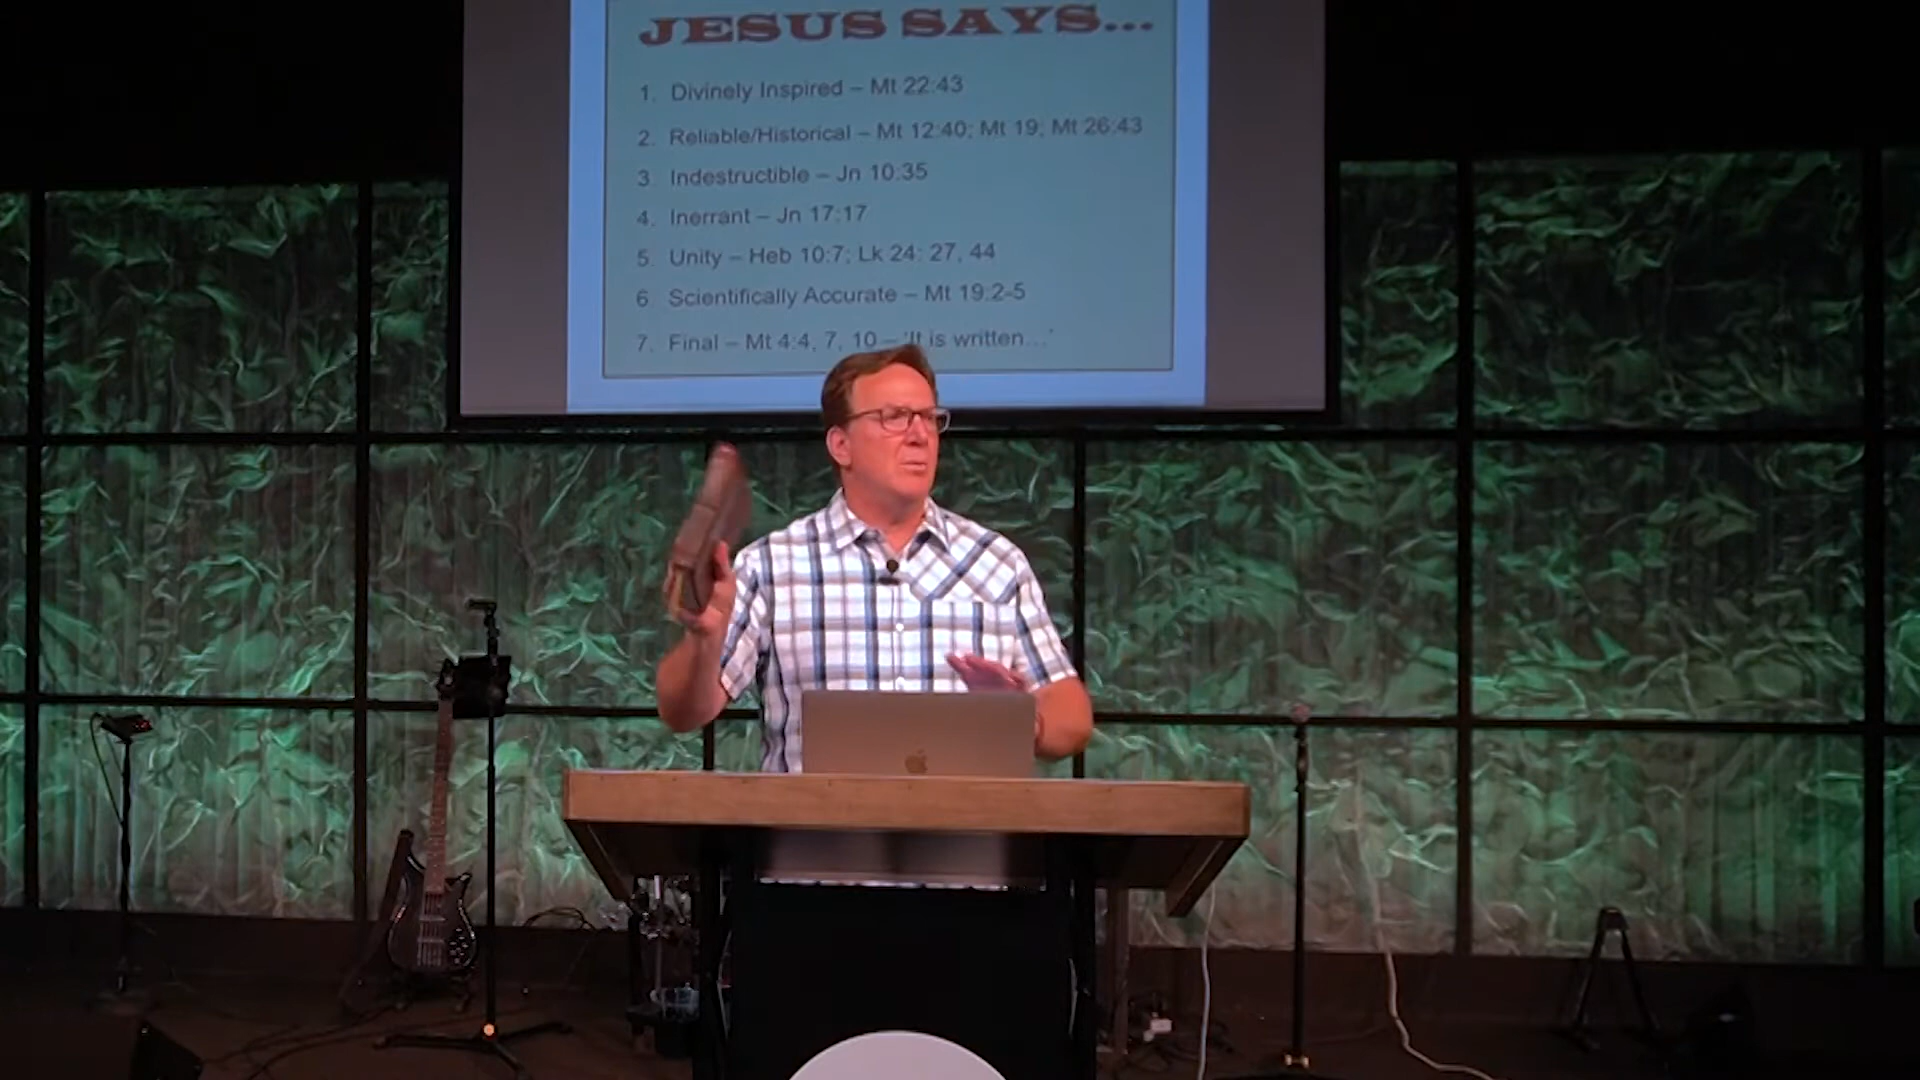 JESUS SAYS...
1. Divinely Inspired – Mt 22:43
2. Reliable/Historical – Mt 12:40; Mt 19; Mt 26:43
3. Indestructible – Jn 10:35
4. Inerrant – Jn 17:17
5. Unity – Heb 10:7; Lk 24: 27, 44
6. Scientifically Accurate – Mt 19:2-5
7. Final – Mt 4:4, 7, 10 – 'It is written...'